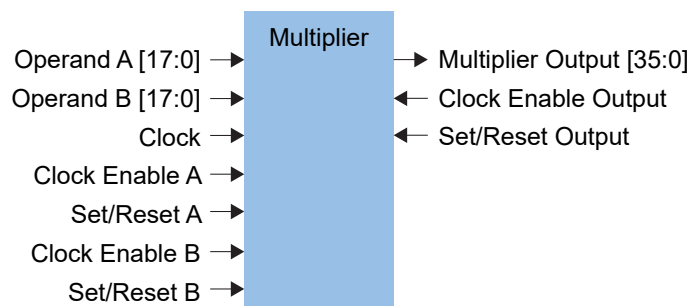 Multiplier
Operand A [17:0]
Operand B [17:0]
Clock
Clock Enable A
Set/Reset A
Clock Enable B
Set/Reset B
Multiplier Output [35:0]
Clock Enable Output
Set/Reset Output